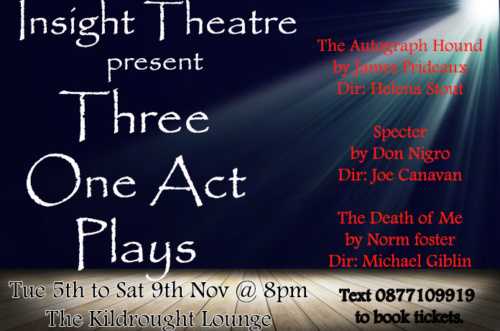 Insight Theatre
present
Three
One Act
Plays
Tue 5th to Sat 9th Nov @ 8pm
The Kildrought Lounge
The Autograph Hound
by James Prideaux
Dir: Helena Stout
Specter
by Don Nigro
Dir: Joe Canavan
The Death of Me
by Norm foster
Dir: Michael Giblin
Text 0877109919
to book tickets.